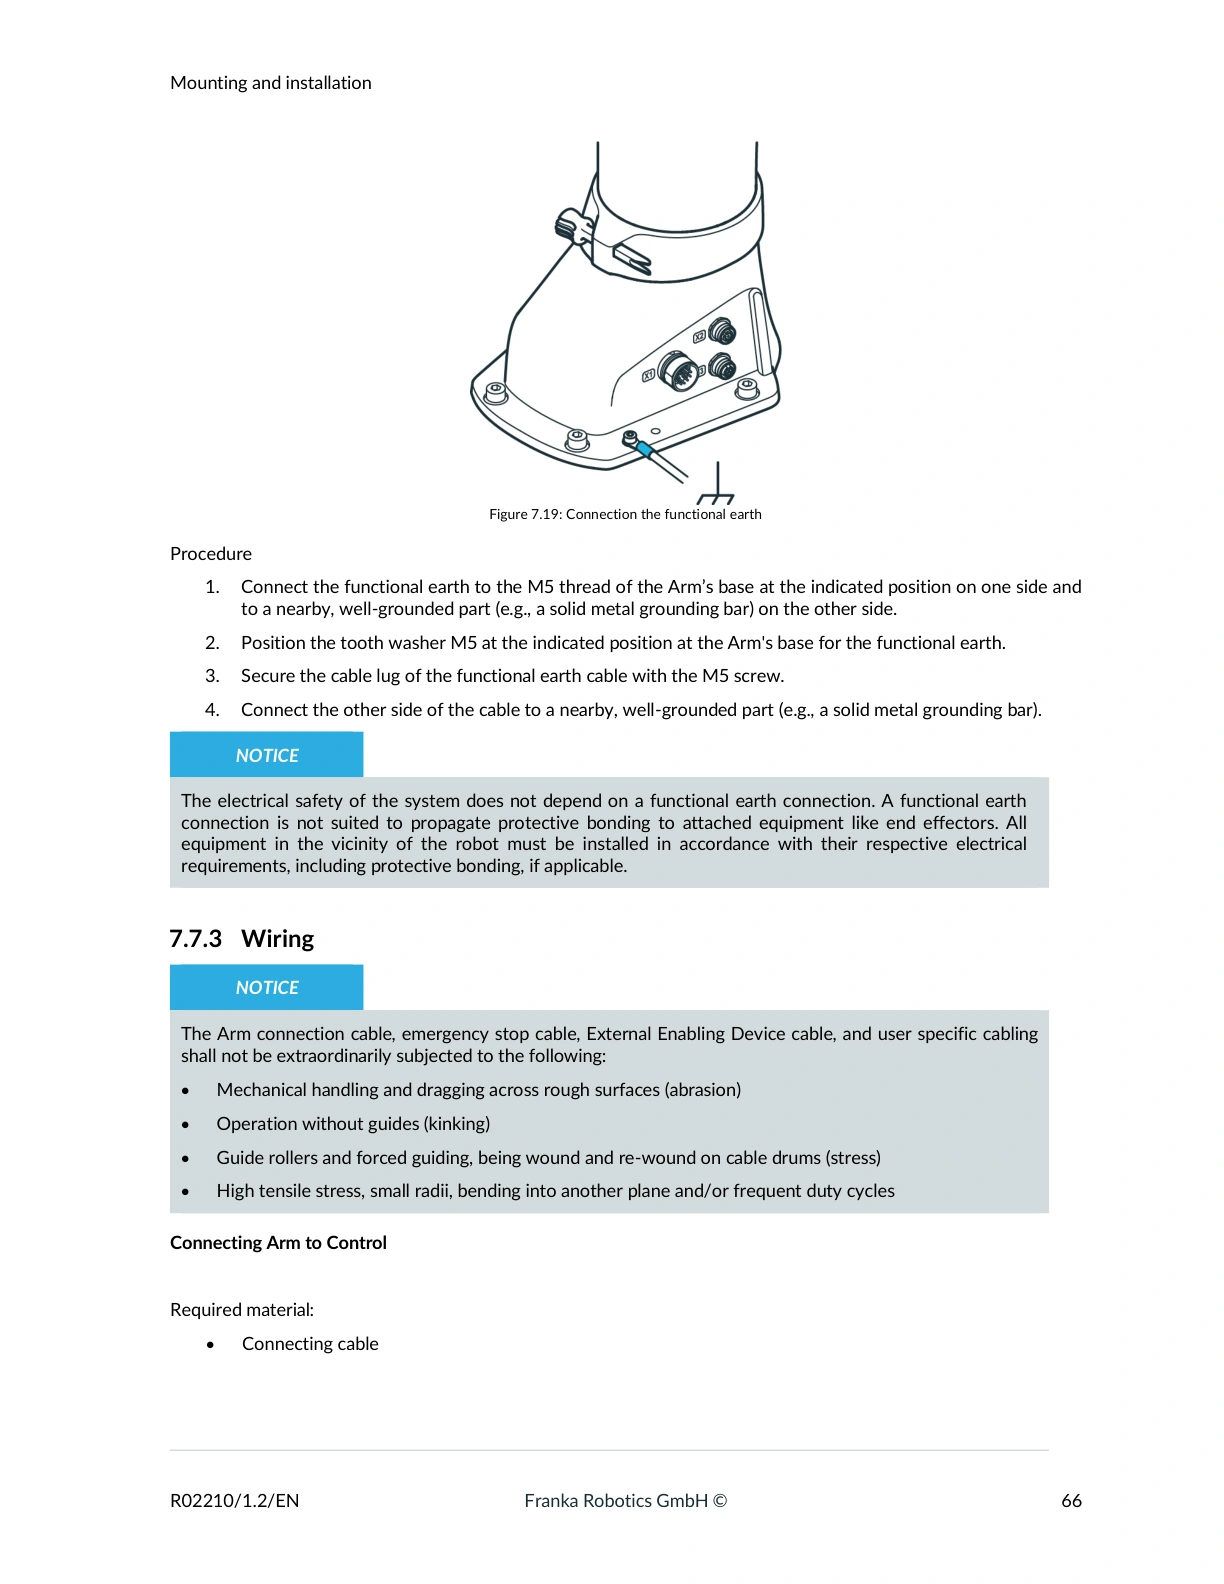 Mounting and installation
X2
X1
3
Figure 7.19: Connection the functional earth
Procedure
1. Connect the functional earth to the M5 thread of the Arm’s base at the indicated position on one side and
to a nearby, well-grounded part (e.g., a solid metal grounding bar) on the other side.
2. Position the tooth washer M5 at the indicated position at the Arm's base for the functional earth.
3. Secure the cable lug of the functional earth cable with the M5 screw.
4. Connect the other side of the cable to a nearby, well-grounded part (e.g., a solid metal grounding bar).
NOTICE
The electrical safety of the system does not depend on a functional earth connection. A functional earth
connection is not suited to propagate protective bonding to attached equipment like end effectors. All
equipment in the vicinity of the robot must be installed in accordance with their respective electrical
requirements, including protective bonding, if applicable.
7.7.3 Wiring
NOTICE
The Arm connection cable, emergency stop cable, External Enabling Device cable, and user specific cabling
shall not be extraordinarily subjected to the following:
• Mechanical handling and dragging across rough surfaces (abrasion)
• Operation without guides (kinking)
• Guide rollers and forced guiding, being wound and re-wound on cable drums (stress)
• High tensile stress, small radii, bending into another plane and/or frequent duty cycles
Connecting Arm to Control
Required material:
• Connecting cable
R02210/1.2/EN
Franka Robotics GmbH ©
66